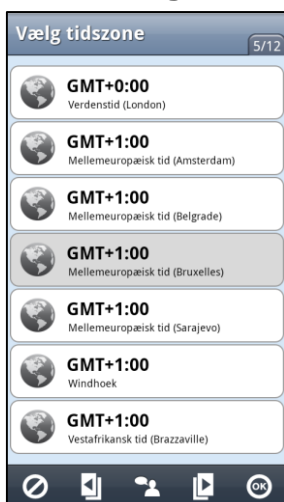 Vælg tidszone
5/12
GMT+0:00
Verdenstid (London)
GMT+1:00
Mellemeuropæisk tid (Amsterdam)
GMT+1:00
Mellemeuropæisk tid (Belgrade)
GMT+1:00
Mellemeuropæisk tid (Bruxelles)
GMT+1:00
Mellemeuropæisk tid (Sarajevo)
GMT+1:00
Windhoek
GMT+1:00
Vestafrikansk tid (Brazzaville)
OK